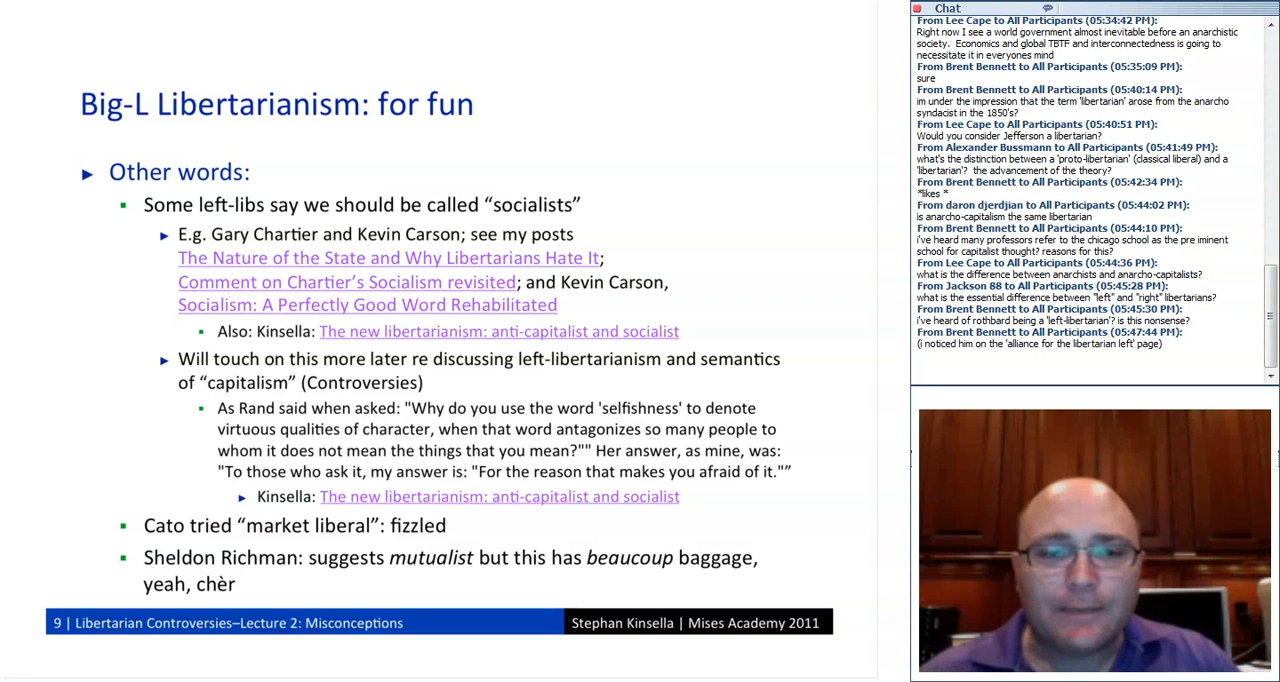 Big-L Libertarianism: for fun
► Other words:
▪ Some left-libs say we should be called “socialists”
► E.g. Gary Chartier and Kevin Carson; see my posts
The Nature of the State and Why Libertarians Hate It;
Comment on Chartier’s Socialism revisited; and Kevin Carson,
Socialism: A Perfectly Good Word Rehabilitated
▪ Also: Kinsella: The new libertarianism: anti-capitalist and socialist
► Will touch on this more later re discussing left-libertarianism and semantics
of “capitalism” (Controversies)
▪ As Rand said when asked: "Why do you use the word 'selfishness' to denote
virtuous qualities of character, when that word antagonizes so many people to
whom it does not mean the things that you mean?"" Her answer, as mine, was:
"To those who ask it, my answer is: "For the reason that makes you afraid of it."”
► Kinsella: The new libertarianism: anti-capitalist and socialist
▪ Cato tried “market liberal”: fizzled
▪ Sheldon Richman: suggests mutualist but this has beaucoup baggage,
yeah, chèr
9 | Libertarian Controversies–Lecture 2: Misconceptions
Stephan Kinsella | Mises Academy 2011
Chat
From Lee Cape to All Participants (05:34:42 PM):
Right now I see a world government almost inevitable before an anarchistic
society. Economics and global TBTF and interconnectedness is going to
necessitate it in everyones mind
From Brent Bennett to All Participants (05:35:09 PM):
sure
From Brent Bennett to All Participants (05:40:14 PM):
im under the impression that the term 'libertarian' arose from the anarcho
syndacist in the 1850's?
From Lee Cape to All Participants (05:40:51 PM):
Would you consider Jefferson a libertarian?
From Alexander Bussmann to All Participants (05:41:49 PM):
what's the distinction between a 'proto-libertarian' (classical liberal) and a
'libertarian'? the advancement of the theory?
From Brent Bennett to All Participants (05:42:34 PM):
*likes *
From daron djerdjian to All Participants (05:44:02 PM):
is anarcho-capitalism the same libertarian
From Brent Bennett to All Participants (05:44:10 PM):
i've heard many professors refer to the chicago school as the pre iminent
school for capitalist thought? reasons for this?
From Lee Cape to All Participants (05:44:36 PM):
what is the difference between anarchists and anarcho-capitalists?
From Jackson 88 to All Participants (05:45:28 PM):
what is the essential difference between "left" and "right" libertarians?
From Brent Bennett to All Participants (05:45:30 PM):
i've heard of rothbard being a 'left-libertarian'? is this nonsense?
From Brent Bennett to All Participants (05:47:44 PM):
(i noticed him on the 'alliance for the libertarian left' page)